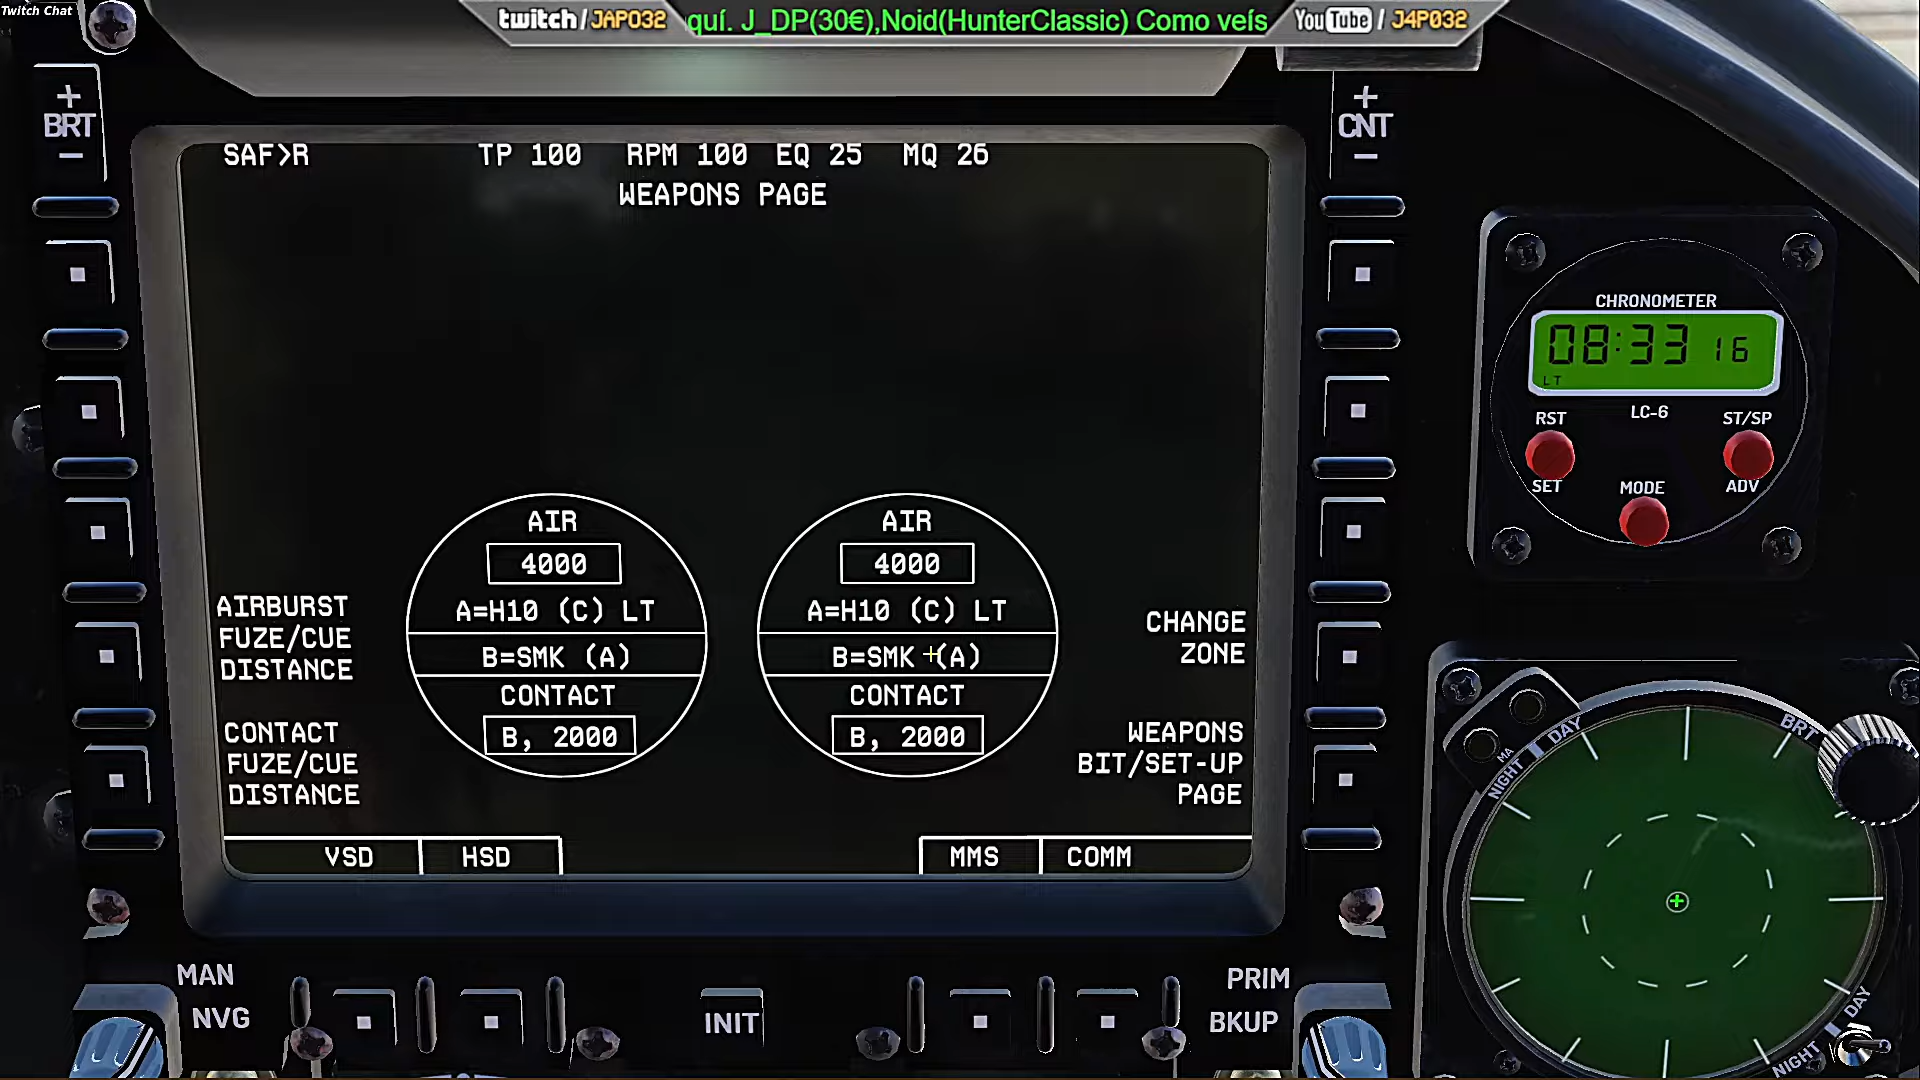 Twitch Chat
twitch / JAPO32
quí. J_DP(30€),Noid(HunterClassic) Como veís
YouTube / J4P032
+
BRT
−
+
CNT
−
SAF>R TP 100 RPM 100 EQ 25 MQ 26
WEAPONS PAGE
AIR
4000
A=H10 (C) LT
B=SMK (A)
CONTACT
B, 2000
AIR
4000
A=H10 (C) LT
B=SMK (A)
CONTACT
B, 2000
AIRBURST
FUZE/CUE
DISTANCE
CONTACT
FUZE/CUE
DISTANCE
CHANGE
ZONE
WEAPONS
BIT/SET-UP
PAGE
VSD HSD MMS COMM
MAN
NVG
INIT
PRIM
BKUP
CHRONOMETER
08:33 16
LT
LC-6
RST
ST/SP
SET
MODE
ADV
MA
DAY
NIGHT
BRT
DAY
NIGHT